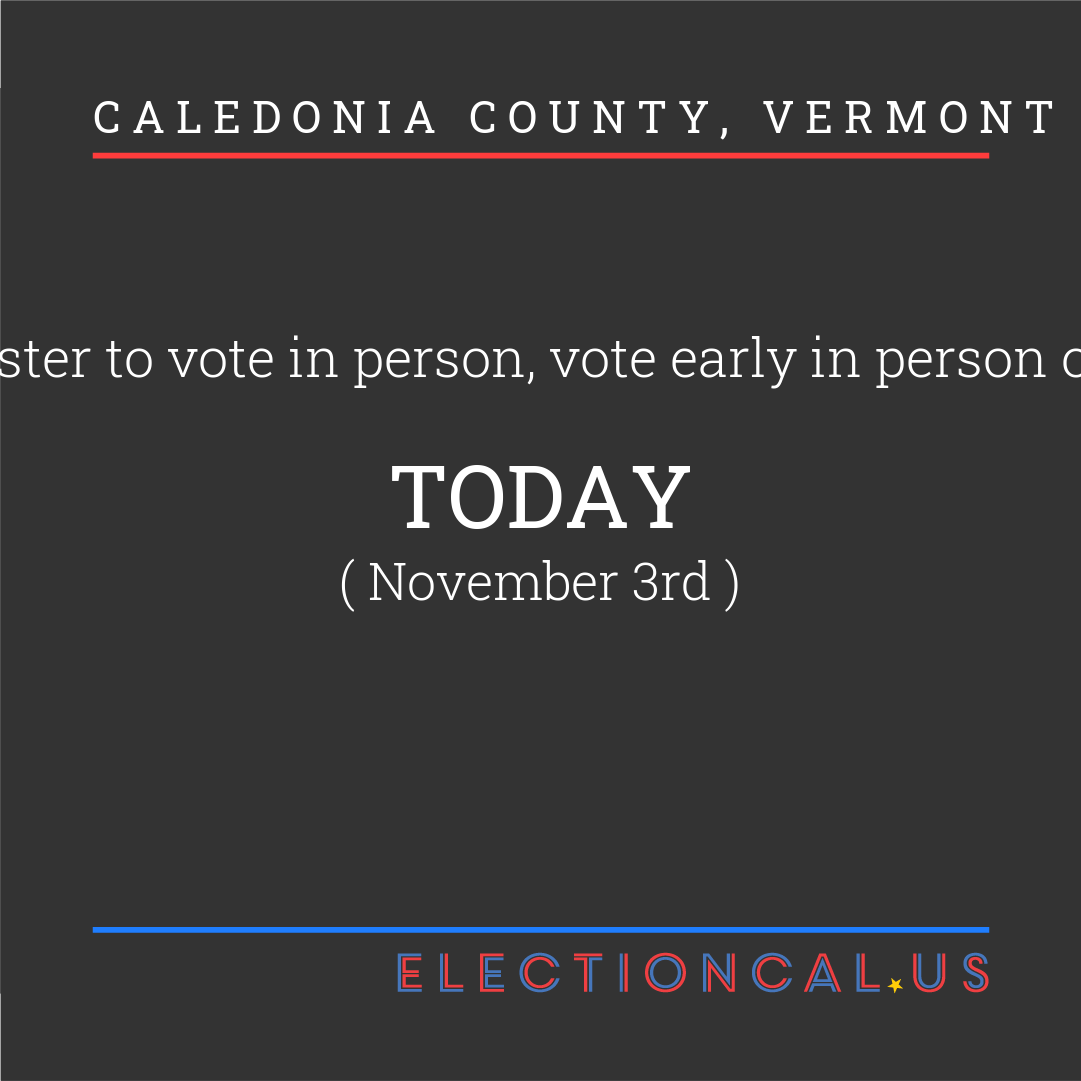 CALEDONIA COUNTY, VERMONT
ster to vote in person, vote early in person
TODAY
( November 3rd )
ELECTIONCAL.US